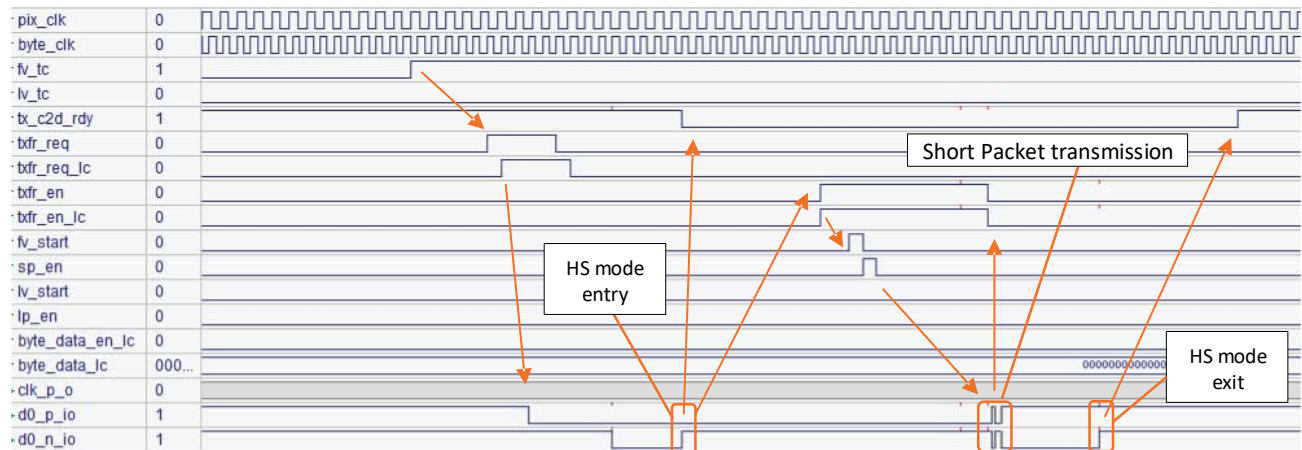 pix_clk 0
byte_clk 0
fv_tc 1
lv_tc 0
tx_c2d_rdy 1
txfr_req 0
txfr_req_lc 0
txfr_en 0
txfr_en_lc 0
fv_start 0
sp_en 0
lv_start 0
lp_en 0
byte_data_en_lc 0
byte_data_lc 000...
clk_p_o 0
d0_p_io 1
d0_n_io 1
Short Packet transmission
HS mode
entry
0000000000000
HS mode
exit